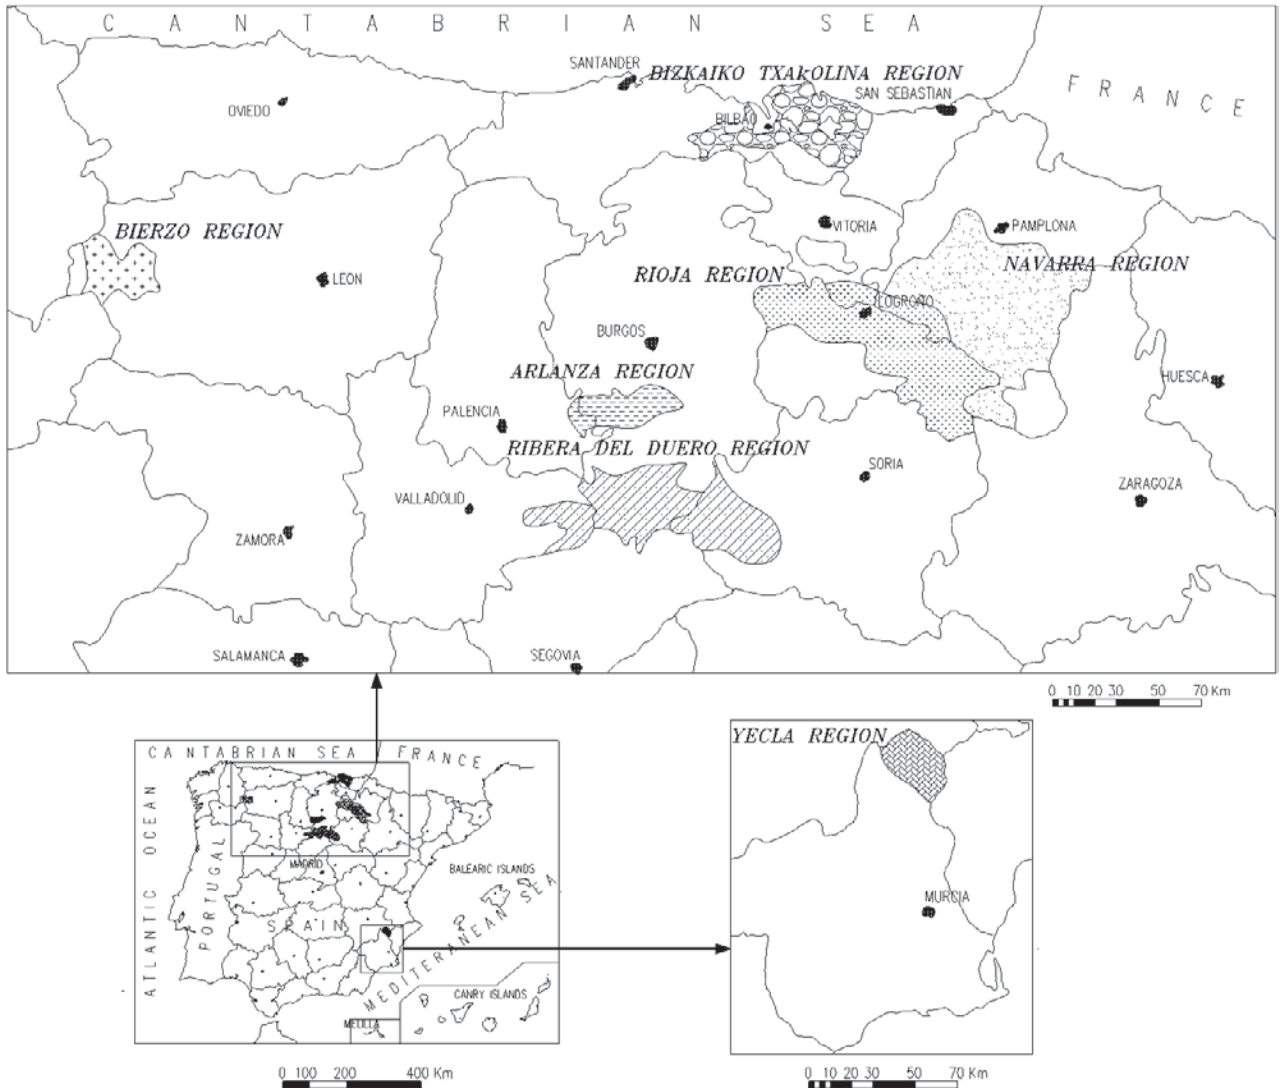 CANTABRIAN SEA
FRANCE
SANTANDER
BIZKAIKO TXAKOLINA REGION
SAN SEBASTIAN
OVIEDO
BILBAO
BIERZO REGION
VITORIA
PAMPLONA
NAVARRA REGION
LEON
RIOJA REGION
LOGROÑO
BURGOS
ARLANZA REGION
HUESCA
PALENCIA
RIBERA DEL DUERO REGION
SORIA
VALLADOLID
ZARAGOZA
ZAMORA
SALAMANCA
SEGOVIA
0 10 20 30 50 70 Km
CANTABRIAN SEA FRANCE
ATLANTIC OCEAN
PORTUGAL
MADRID
BALEARIC ISLANDS
SPAIN
MEDITERANEAN SEA
CANRY ISLANDS
MELILLA
0 100 200 400 Km
YECLA REGION
MURCIA
0 10 20 30 50 70 Km